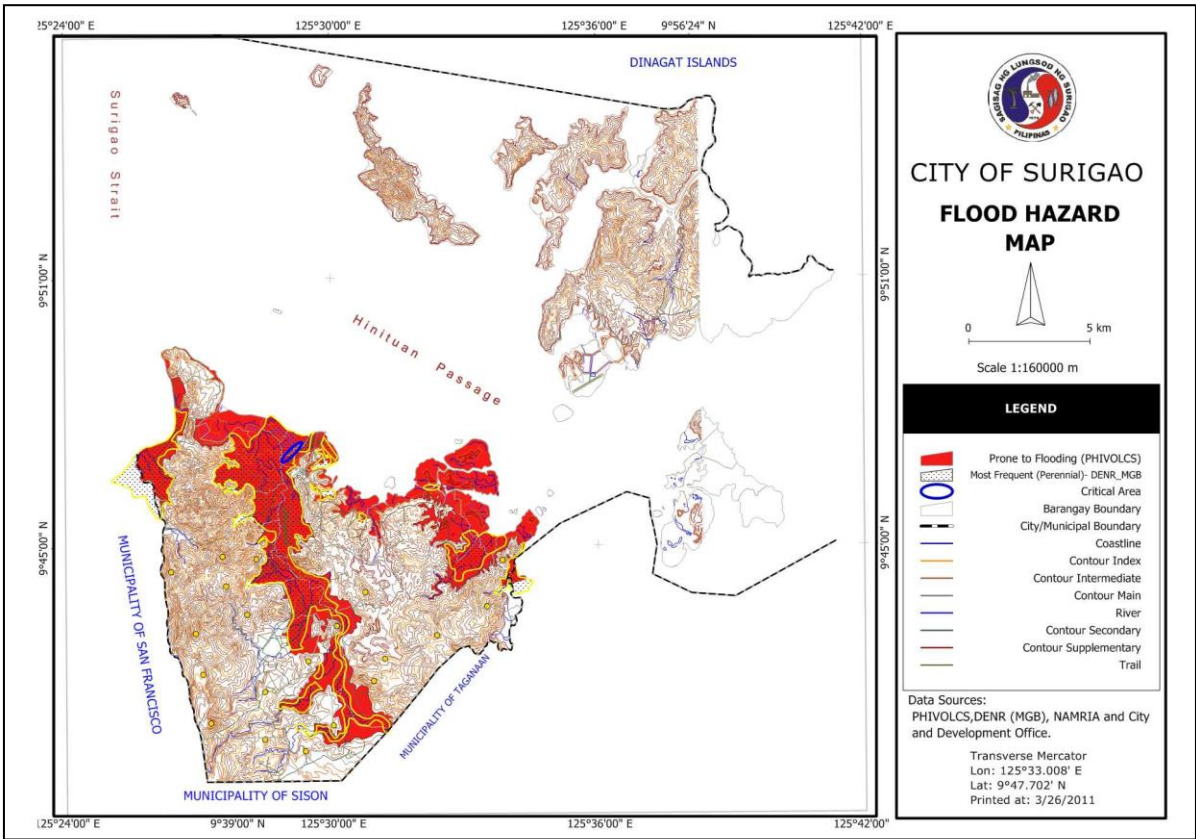 125°24'00" E
125°30'00" E
125°36'00" E
9°56'24" N
125°42'00" E
DINAGAT ISLANDS
Surigao Strait
9°51'00" N
9°51'00" N
Hinituan Passage
9°45'00" N
9°45'00" N
MUNICIPALITY OF SAN FRANCISCO
MUNICIPALITY OF TAGANAAN
MUNICIPALITY OF SISON
125°24'00" E
9°39'00" N
125°30'00" E
125°36'00" E
125°42'00" E
SAGISAG NG LUNGSOD NG SURIGAO
PILIPINAS
CITY OF SURIGAO
FLOOD HAZARD
MAP
0
5 km
Scale 1:160000 m
LEGEND
Prone to Flooding (PHIVOLCS)
Most Frequent (Perennial)- DENR_MGB
Critical Area
Barangay Boundary
City/Municipal Boundary
Coastline
Contour Index
Contour Intermediate
Contour Main
River
Contour Secondary
Contour Supplementary
Trail
Data Sources:
PHIVOLCS,DENR (MGB), NAMRIA and City
and Development Office.
Transverse Mercator
Lon: 125°33.008' E
Lat: 9°47.702' N
Printed at: 3/26/2011